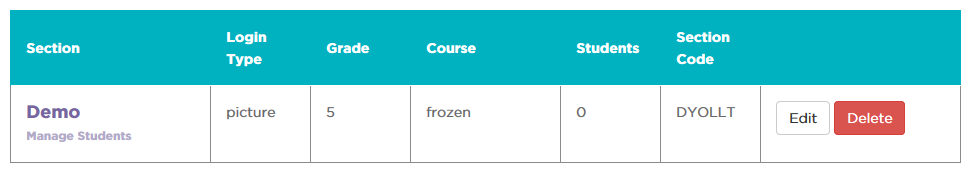 Section Login Type Grade Course Students Section Code
Demo picture 5 frozen 0 DYOLLT Edit Delete
Manage Students